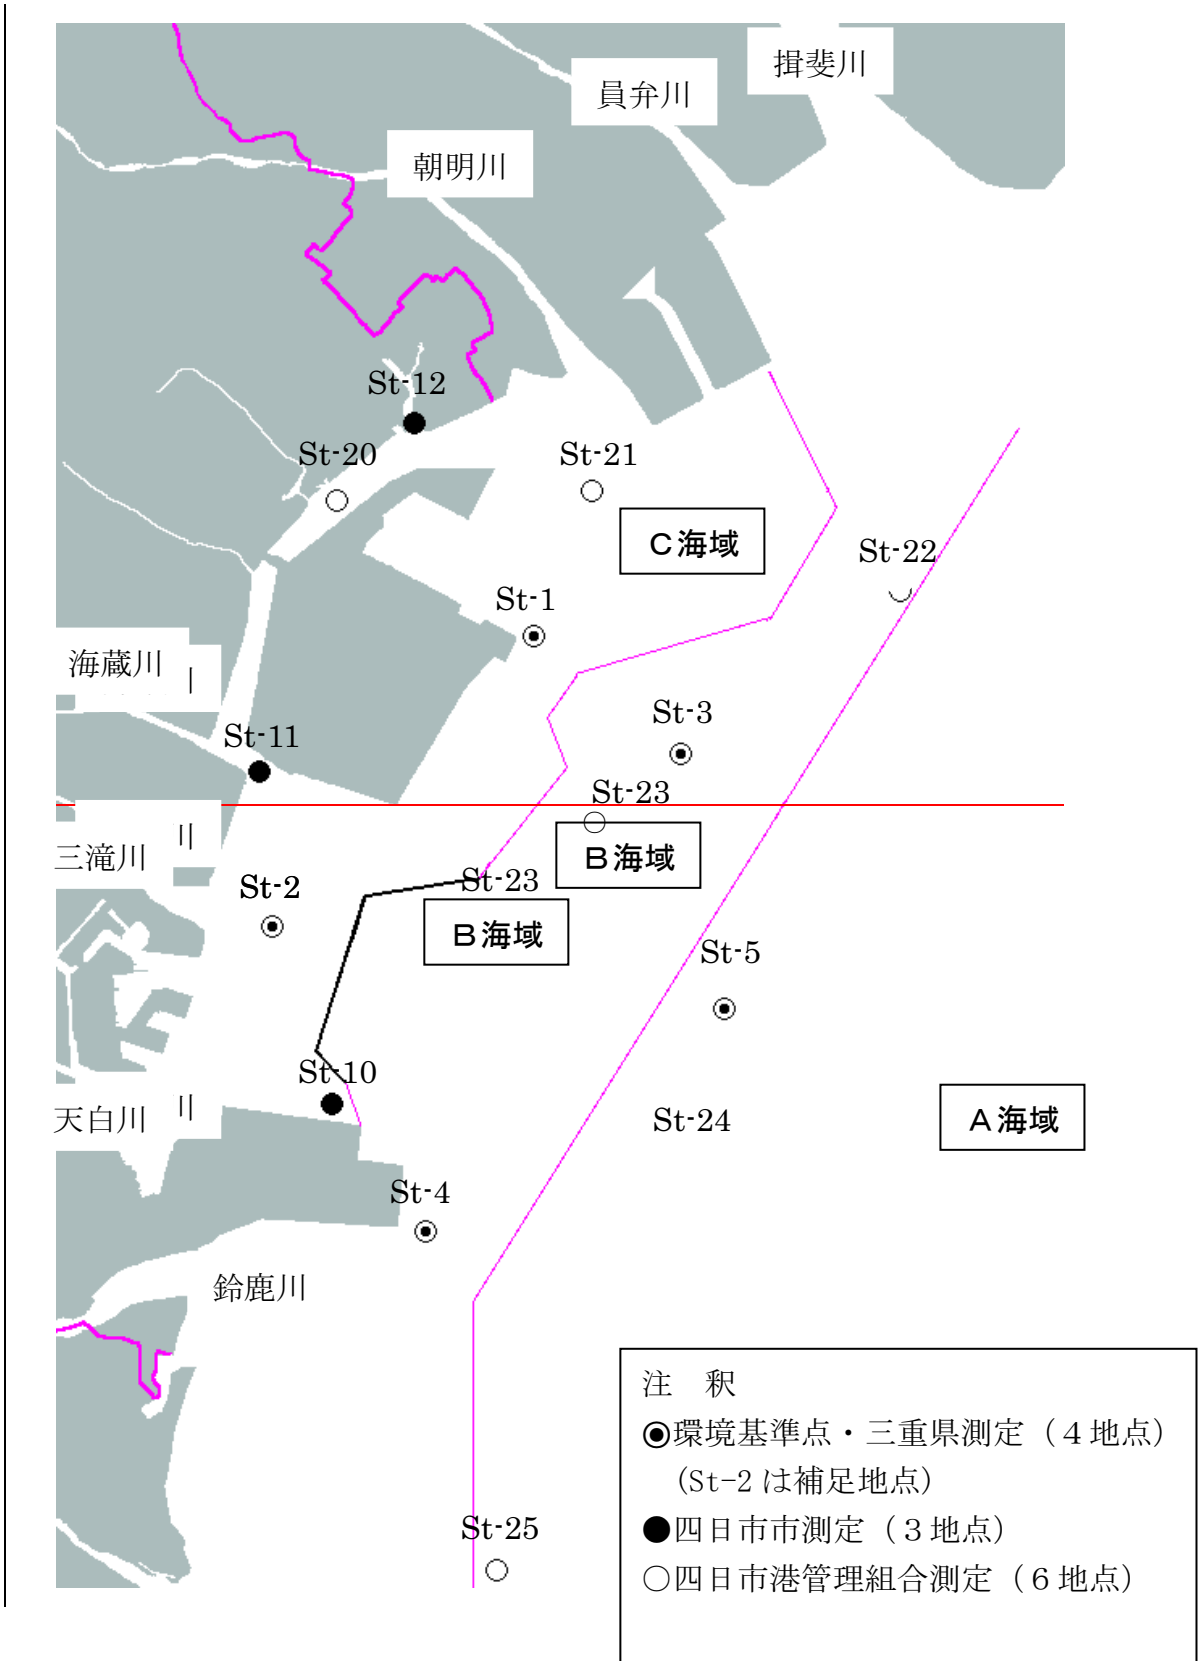 揖斐川
員弁川
朝明川
St-12
St-20
St-21
C海域
St-22
St-1
海蔵川
川
St-3
St-11
St-23
三滝川
川
B海域
St-2
St-23
B海域
St-5
St-10
天白川
川
St-24
A海域
St-4
鈴鹿川
注　釈
◉環境基準点・三重県測定（４地点）
(St-2は補足地点)
●四日市市測定（３地点）
○四日市港管理組合測定（６地点）
St-25